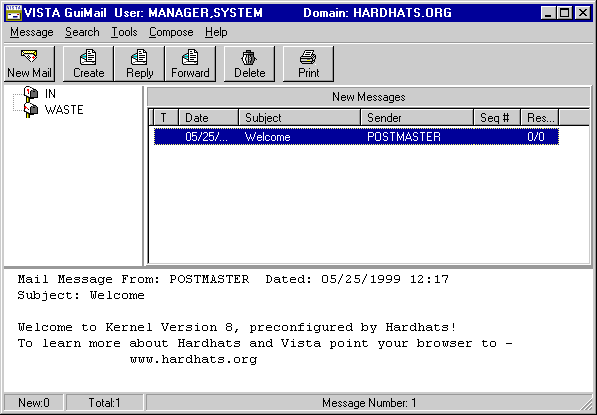 VISTA GuiMail User: MANAGER,SYSTEM Domain: HARDHATS.ORG
Message Search Tools Compose Help
New Mail Create Reply Forward Delete Print
IN
WASTE
New Messages
T Date Subject Sender Seq # Res...
05/25/... Welcome POSTMASTER 0/0
Mail Message From: POSTMASTER Dated: 05/25/1999 12:17
Subject: Welcome
Welcome to Kernel Version 8, preconfigured by Hardhats!
To learn more about Hardhats and Vista point your browser to -
www.hardhats.org
New:0 Total:1 Message Number: 1